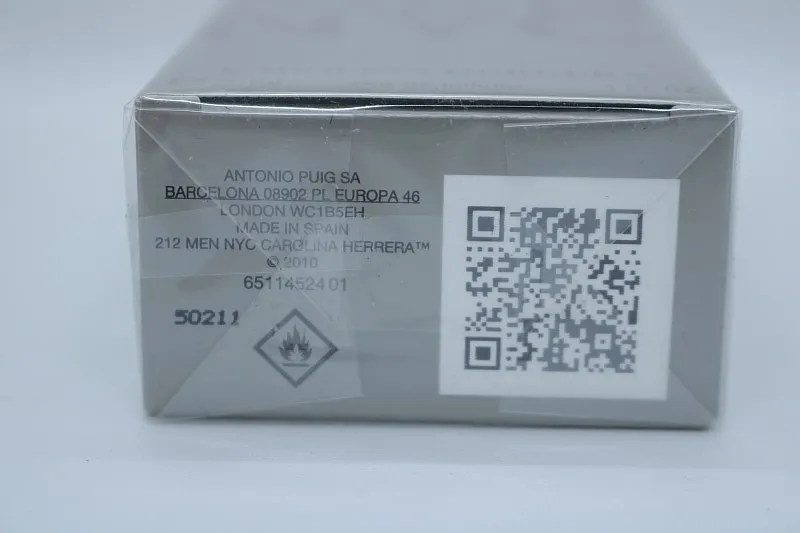 ANTONIO PUIG SA
BARCELONA 08902 PL EUROPA 46
LONDON WC1B5EH
MADE IN SPAIN
212 MEN NYC CAROLINA HERRERA™
© 2010
6511452401
50211